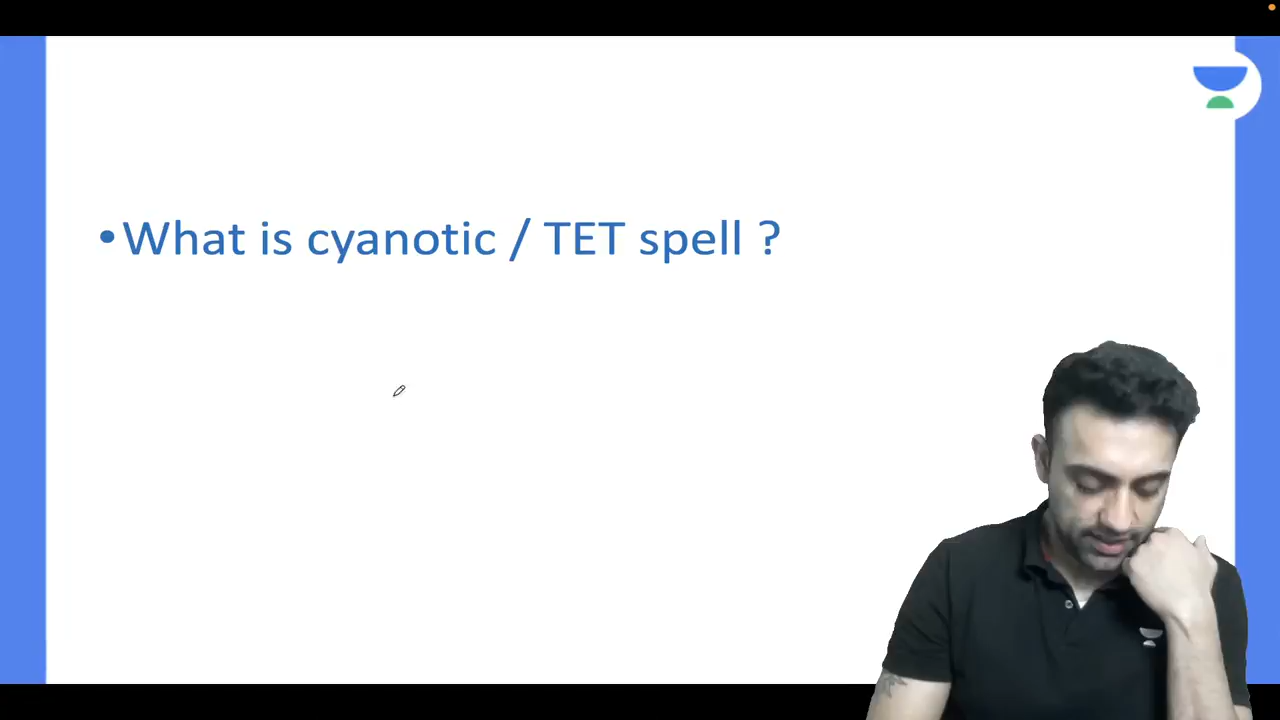 •What is cyanotic / TET spell ?